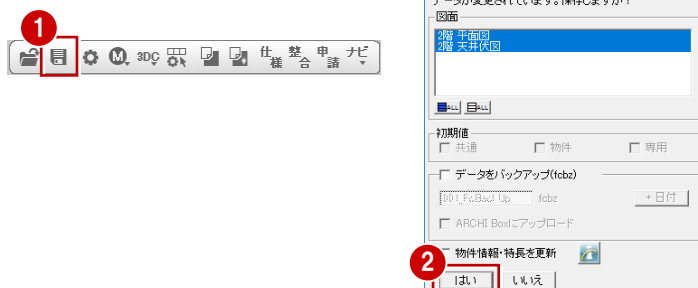 1
M 3DC 仕様 整合 申請 ナビ
データが変更されています。保存しますか?
図面
2階 平面図
2階 天井伏図
ALL ALL
初期値
共通 物件 専用
データをバックアップ(fcbz)
fcbz +日付
ARCHI Boxにアップロード
物件情報・特長を更新
2
はい いいえ